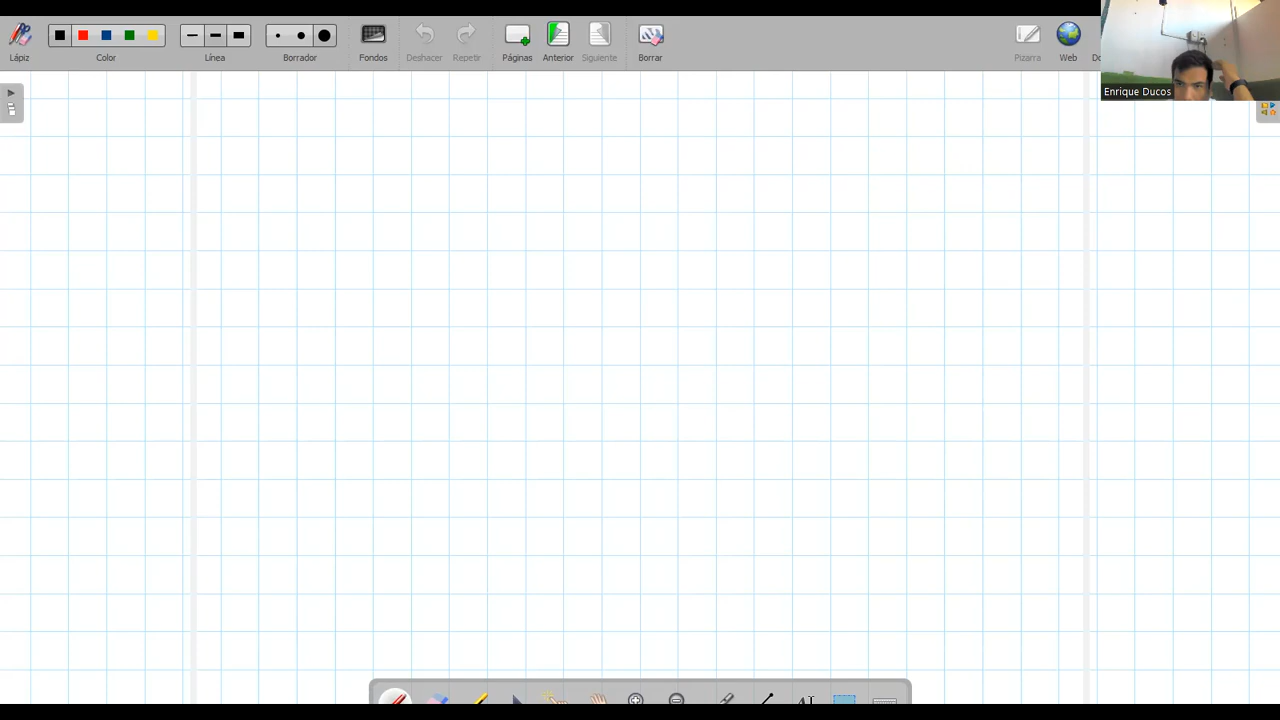 Lápiz
Color
Línea
Borrador
Fondos
Deshacer
Repetir
Páginas
Anterior
Siguiente
Borrar
Pizarra
Web
Enrique Ducos